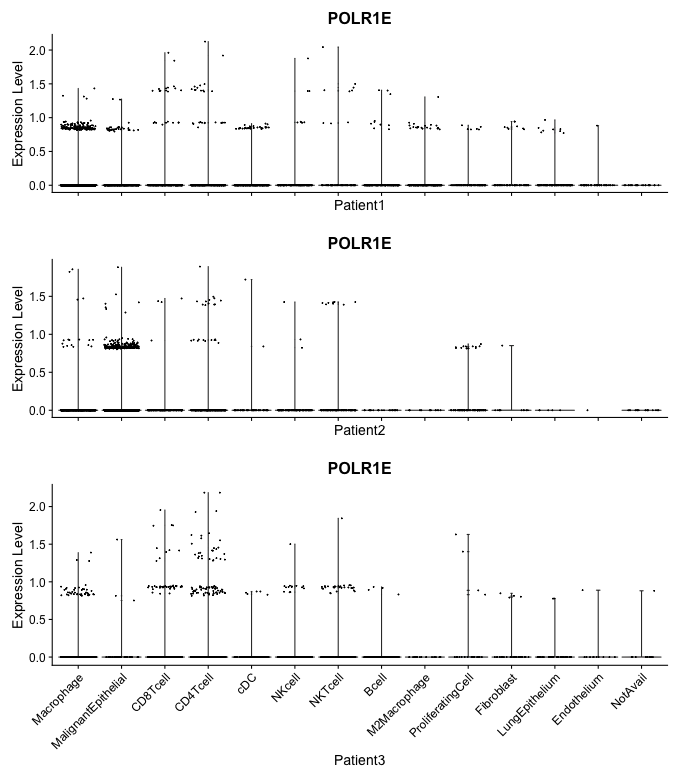 POLR1E
Expression Level
2.0
1.5
1.0
0.5
0.0
Patient1
POLR1E
Expression Level
1.5
1.0
0.5
0.0
Patient2
POLR1E
Expression Level
2.0
1.5
1.0
0.5
0.0
Macrophage
MalignantEpithelial
CD8Tcell
CD4Tcell
cDC
NKcell
NKTcell
Bcell
M2Macrophage
ProliferatingCell
Fibroblast
LungEpithelium
Endothelium
NotAvail
Patient3